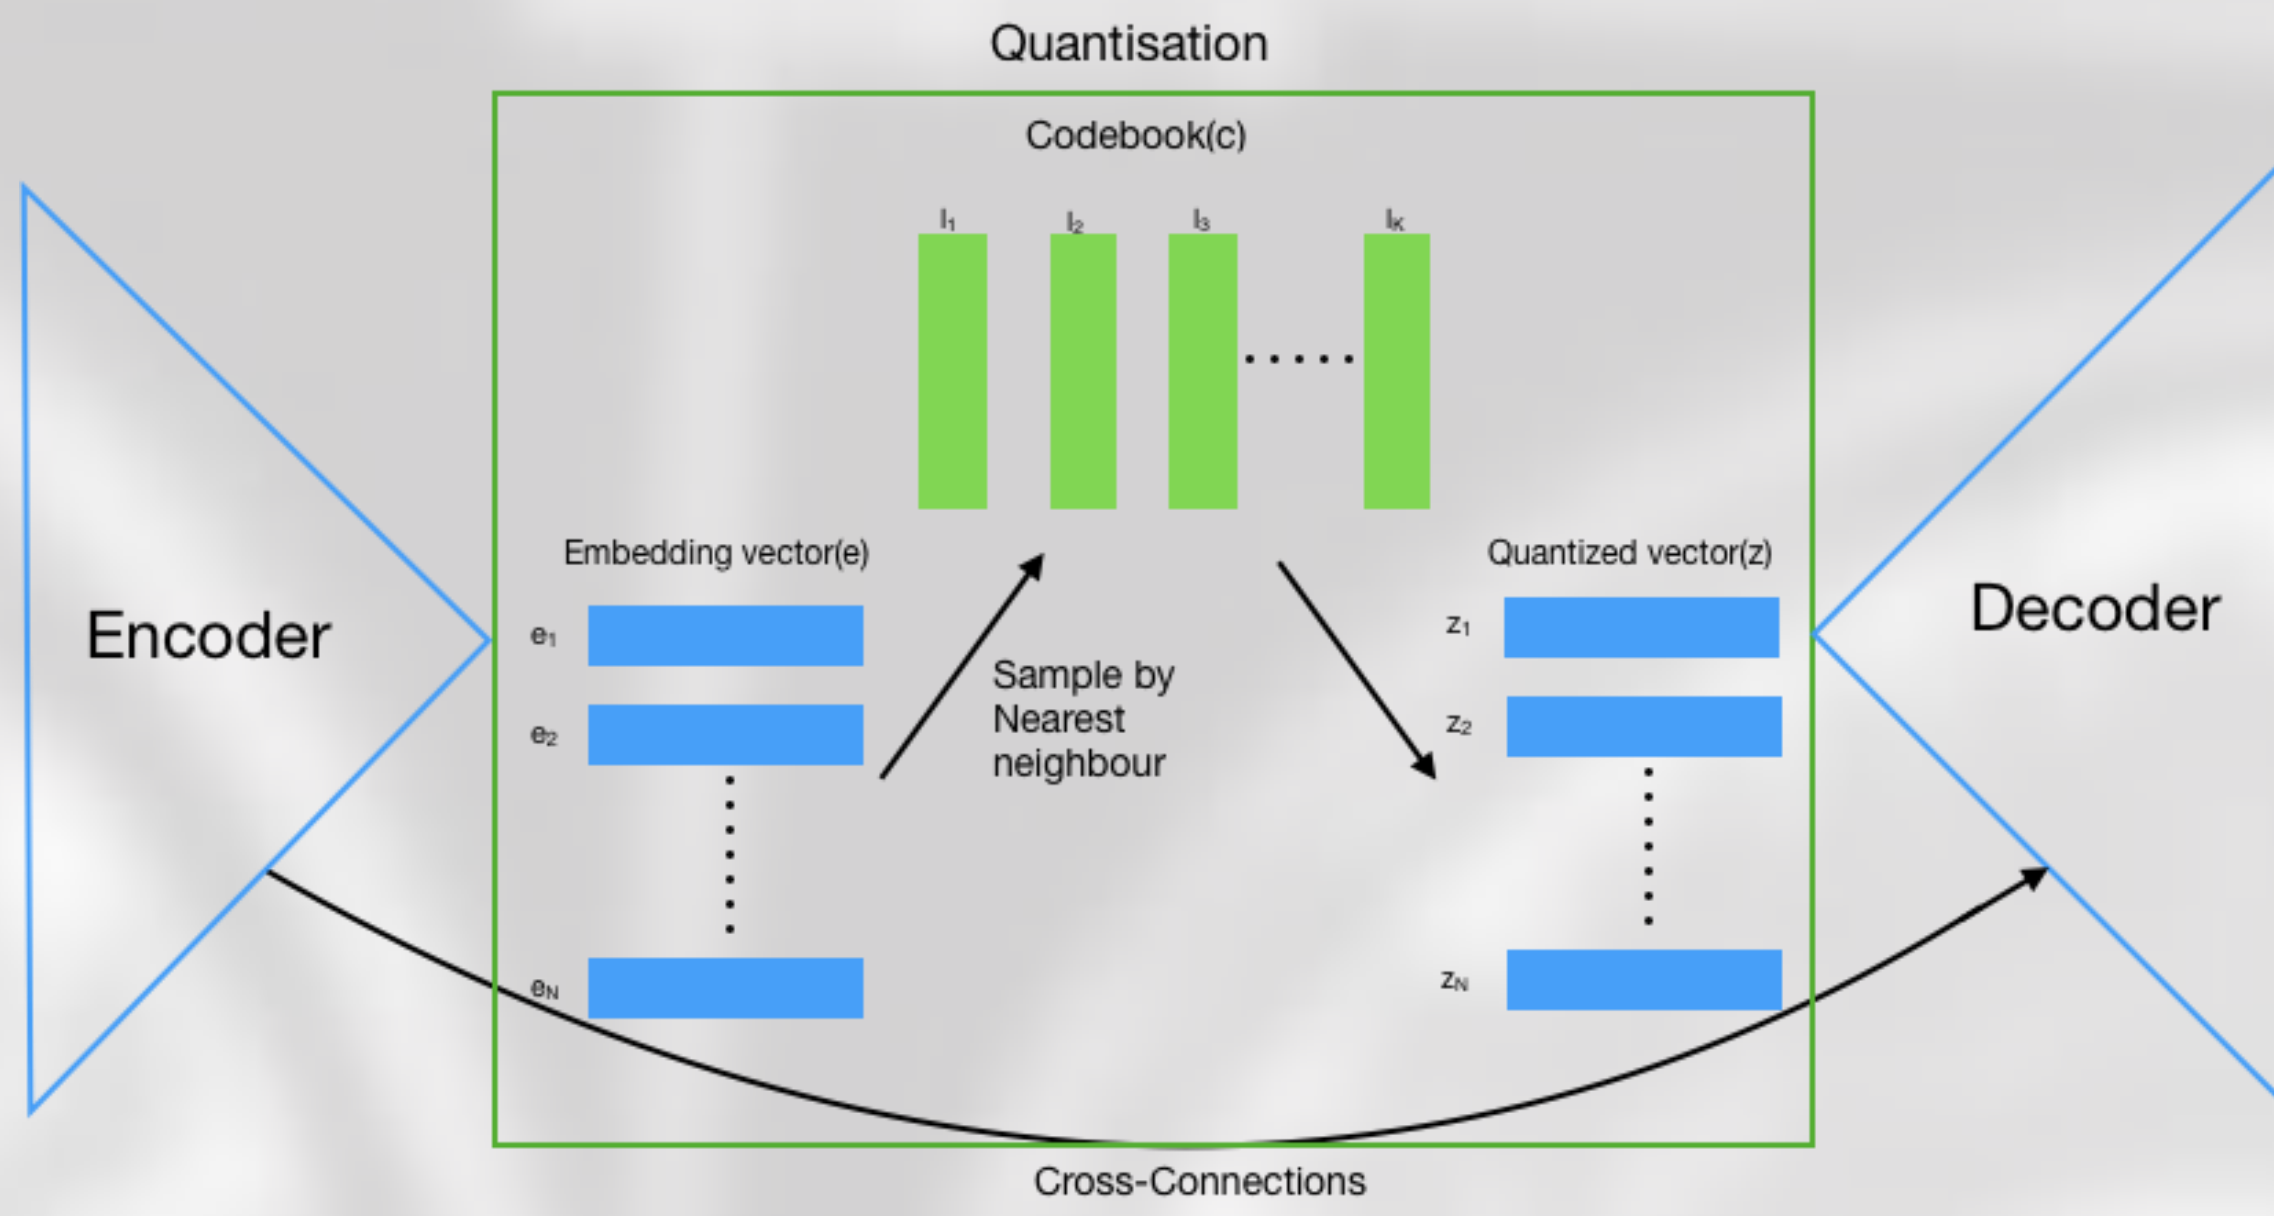 Quantisation
Codebook(c)
l₁ l₂ l₃ lₖ
Embedding vector(e)
Quantized vector(z)
Encoder
Decoder
e₁
e₂
eN
Sample by
Nearest
neighbour
z₁
z₂
zN
Cross-Connections